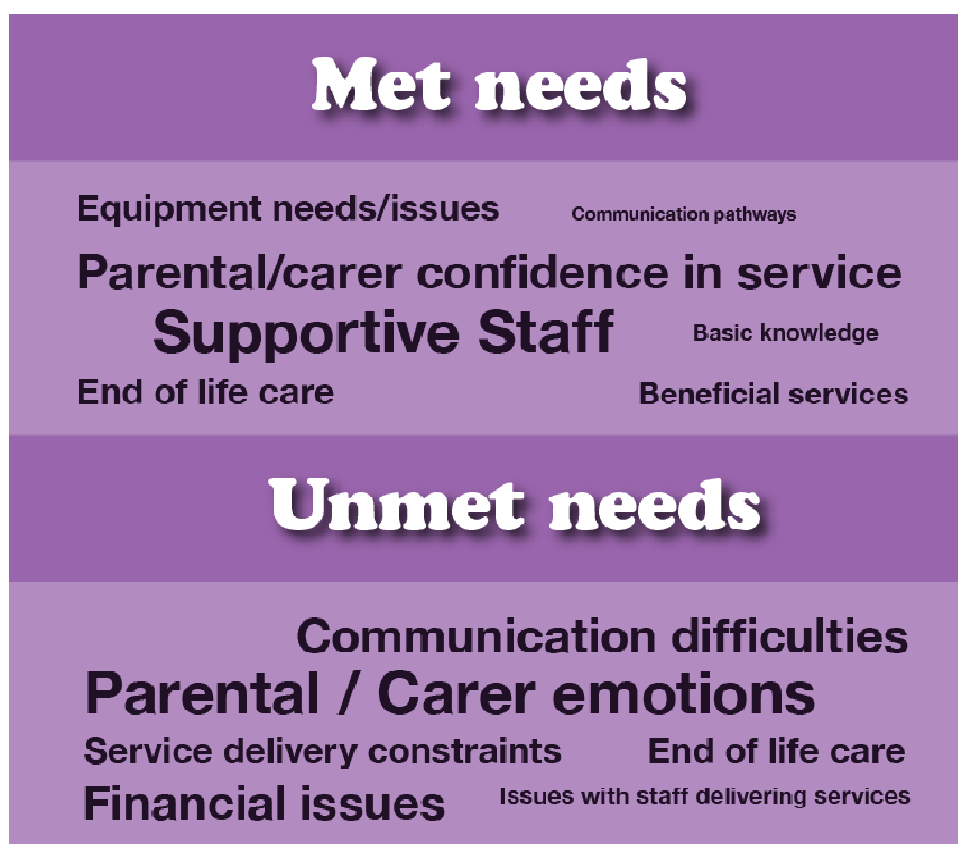 Met needs
Equipment needs/issues
Communication pathways
Parental/carer confidence in service
Supportive Staff
Basic knowledge
End of life care
Beneficial services
Unmet needs
Communication difficulties
Parental / Carer emotions
Service delivery constraints
End of life care
Financial issues
Issues with staff delivering services